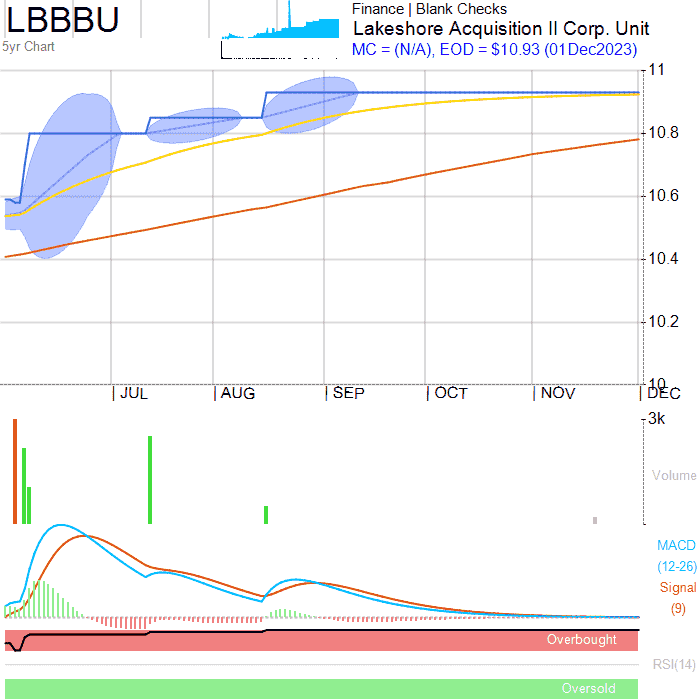 LBBBU
5yr Chart
Finance | Blank Checks
Lakeshore Acquisition II Corp. Unit
MC = (N/A), EOD = $10.93 (01Dec2023)
11
10.8
10.6
10.4
10.2
10
| JUL | AUG | SEP | OCT | NOV | DEC
3k
Volume
MACD
(12-26)
Signal
(9)
Overbought
RSI(14)
Oversold